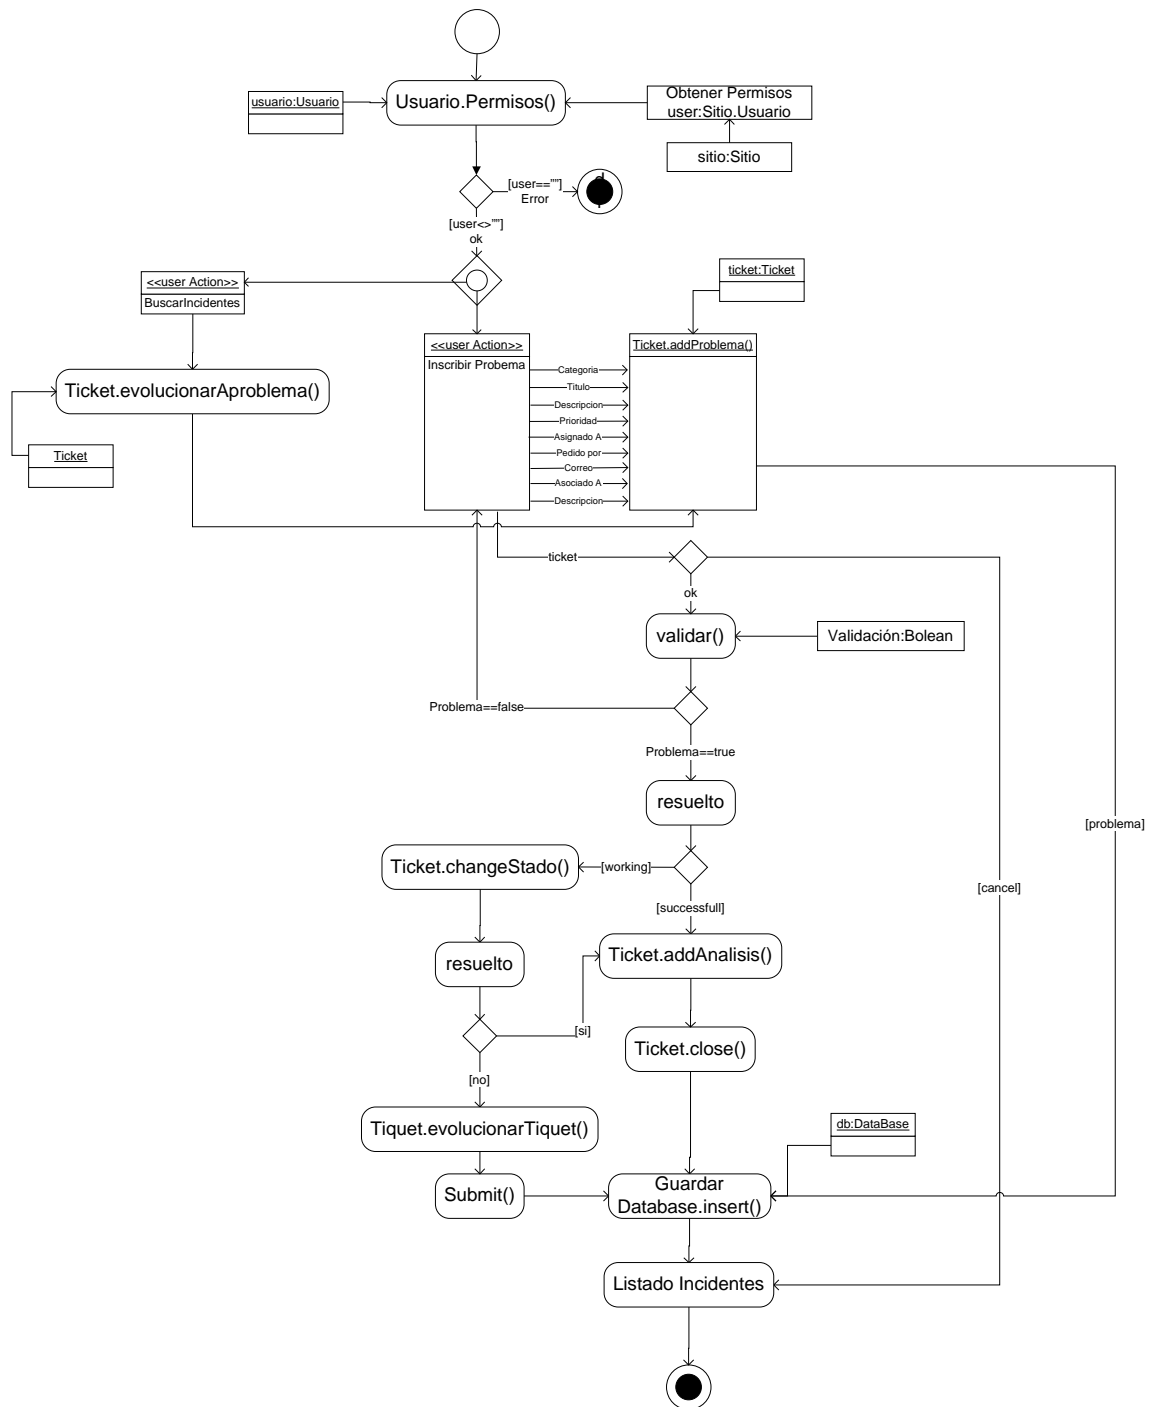 Usuario.Permisos()
usuario:Usuario
Obtener Permisos
user:Sitio.Usuario
sitio:Sitio
[user==""]
Error
d
[user<>""]
ok
<<user Action>>
BuscarIncidentes
ticket:Ticket
<<user Action>>
Inscribir Probema
Ticket.addProblema()
Categoria
Titulo
Descripcion
Prioridad
Asignado A
Pedido por
Correo
Asociado A
Descripcion
Ticket.evolucionarAproblema()
Ticket
ticket
ok
validar()
Validación:Bolean
Problema==false
Problema==true
resuelto
[problema]
Ticket.changeStado()
[working]
[cancel]
[successfull]
resuelto
Ticket.addAnalisis()
[si]
Ticket.close()
[no]
Tiquet.evolucionarTiquet()
db:DataBase
Submit()
Guardar
Database.insert()
Listado Incidentes